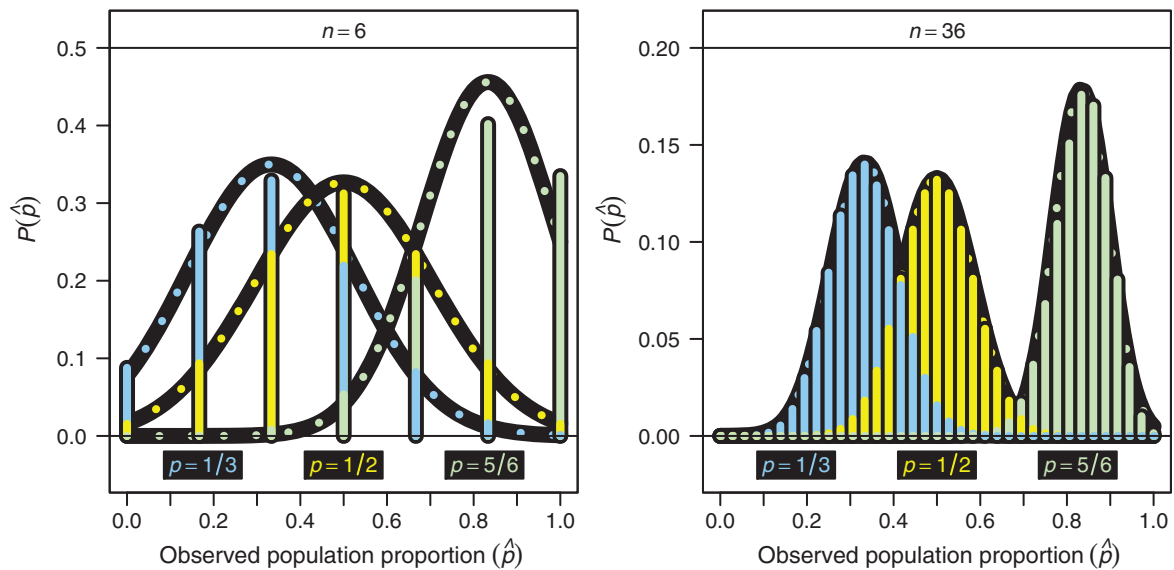 n = 6
0.5
0.4
0.3
0.2
0.1
0.0
P(p̂)
p = 1/3 p = 1/2 p = 5/6
0.0 0.2 0.4 0.6 0.8 1.0
Observed population proportion (p̂)
n = 36
0.20
0.15
0.10
0.05
0.00
P(p̂)
p = 1/3 p = 1/2 p = 5/6
0.0 0.2 0.4 0.6 0.8 1.0
Observed population proportion (p̂)